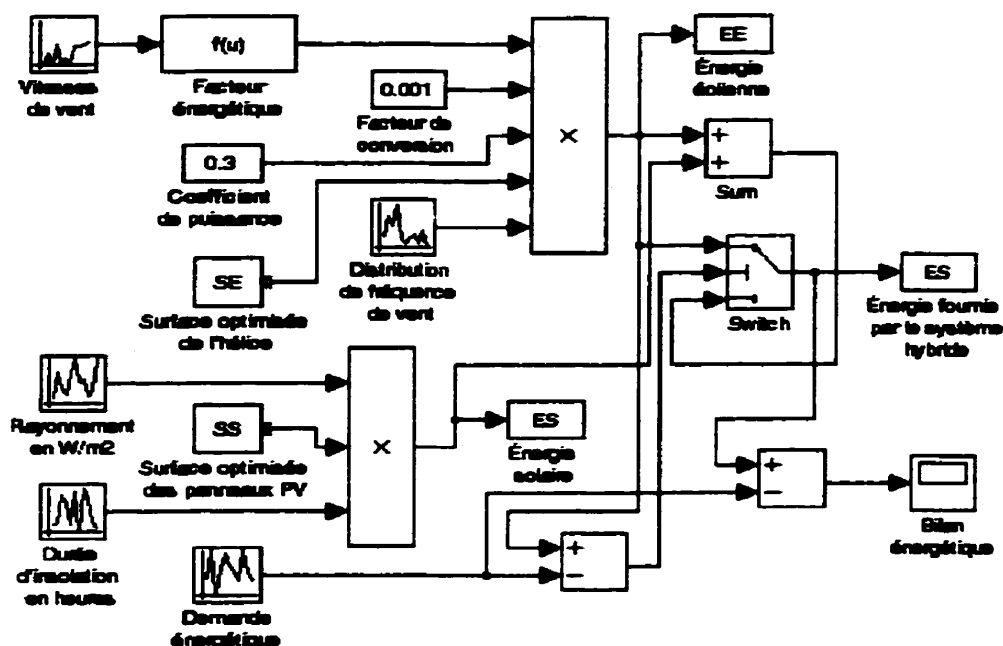 f(u)
Vitesses
de vent
Facteur
énergétique
0.001
Facteur de
conversion
0.3
Coefficient
de puissance
SE
Surface optimisée
de l'hélice
Distribution
de fréquence
de vent
×
EE
Énergie
éolienne
+
+
Sum
Switch
ES
Énergie fournie
par le système
hybride
Rayonnement
en W/m2
SS
Surface optimisée
des panneaux PV
Durée
d'insolation
en heures
×
ES
Énergie
solaire
Demande
énergétique
+
−
+
−
Bilan
énergétique